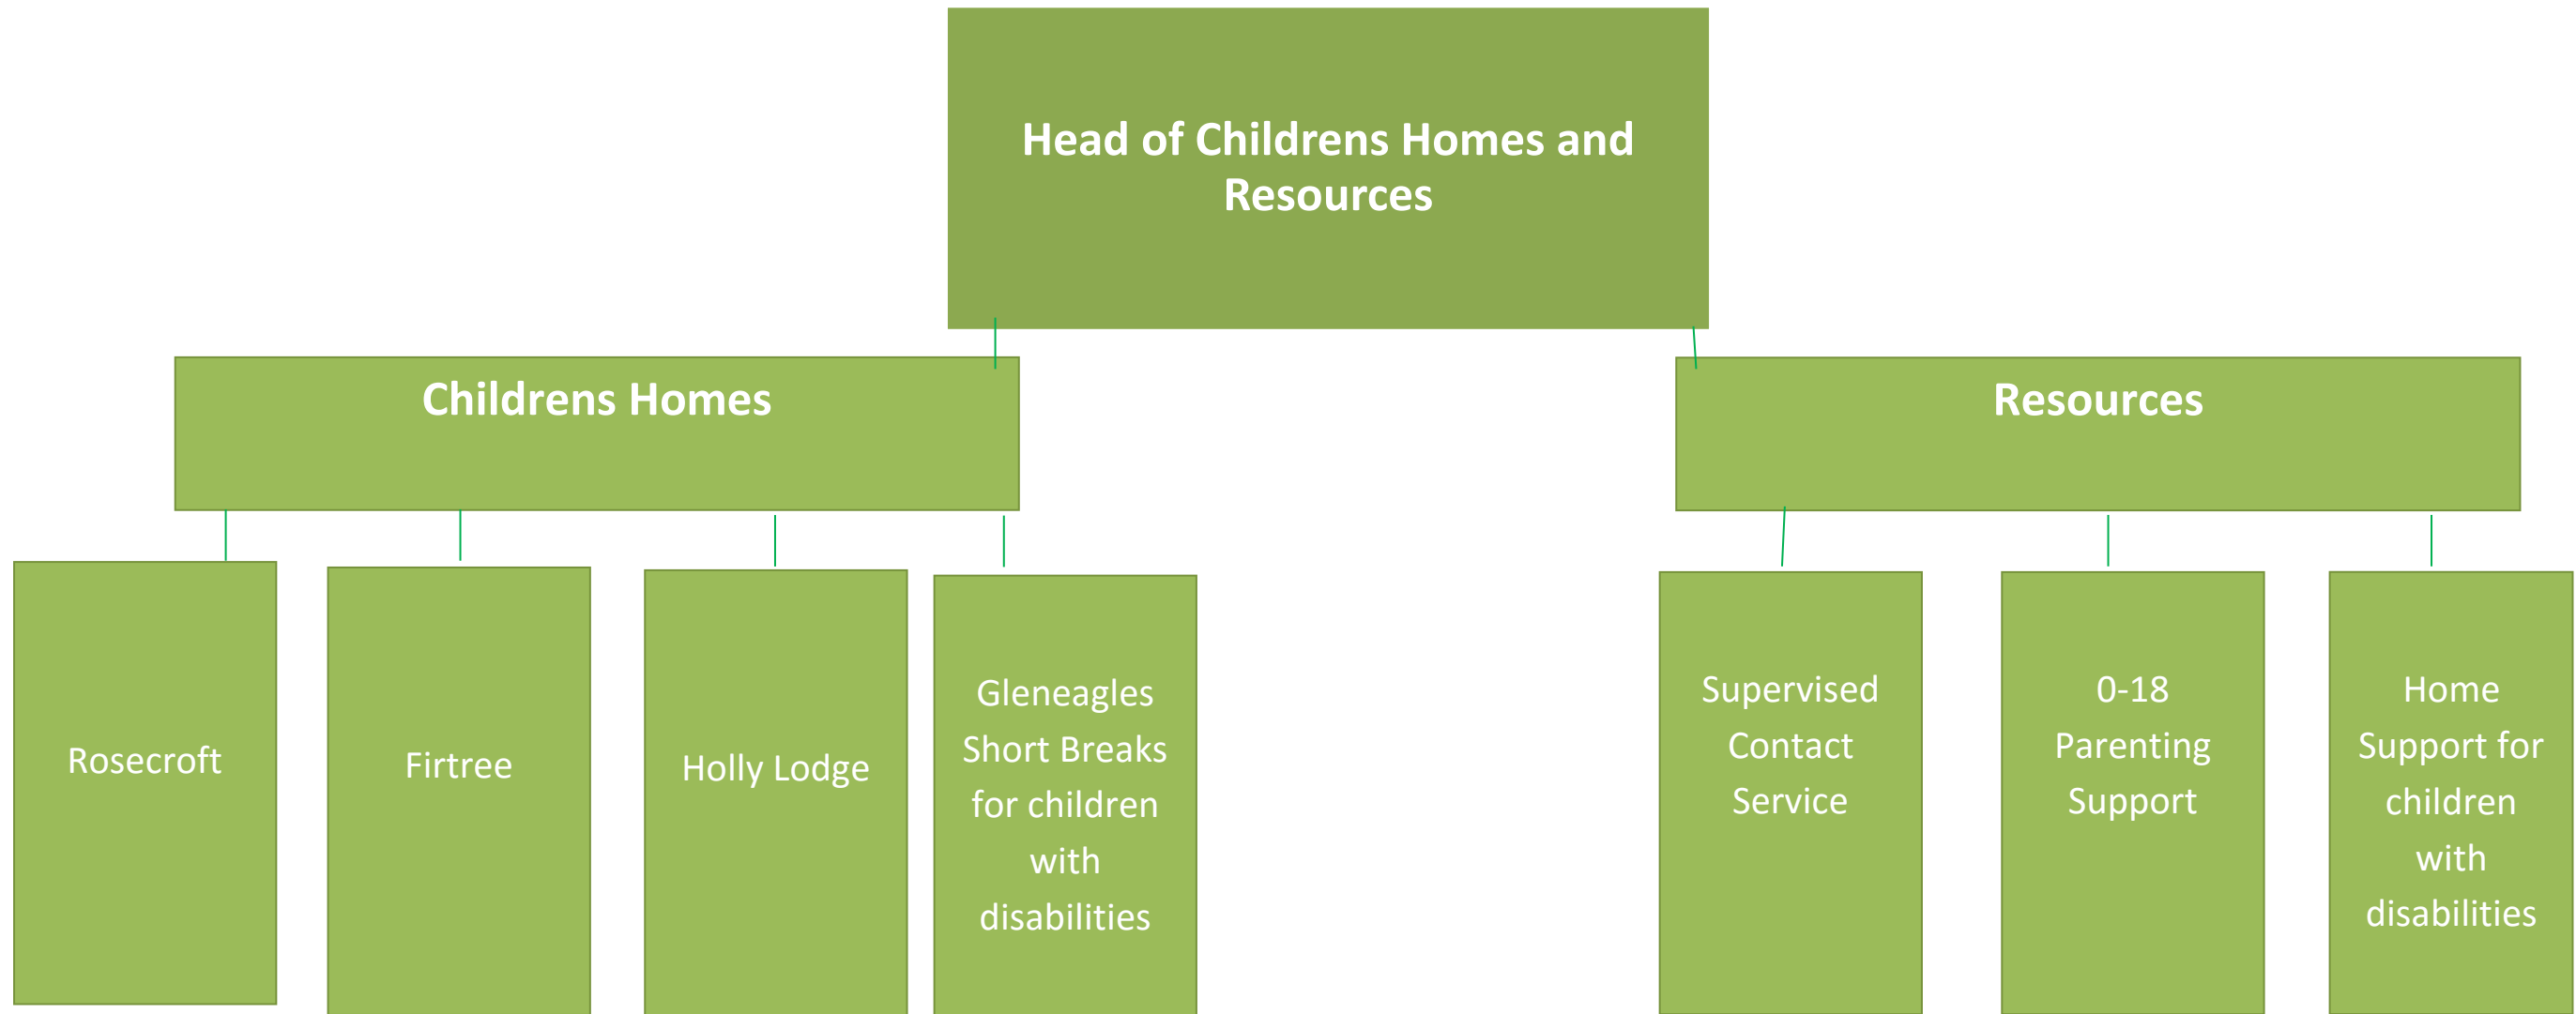 Head of Childrens Homes and
Resources
Childrens Homes
Resources
Rosecroft
Firtree
Holly Lodge
Gleneagles
Short Breaks
for children
with
disabilities
Supervised
Contact
Service
0-18
Parenting
Support
Home
Support for
children
with
disabilities